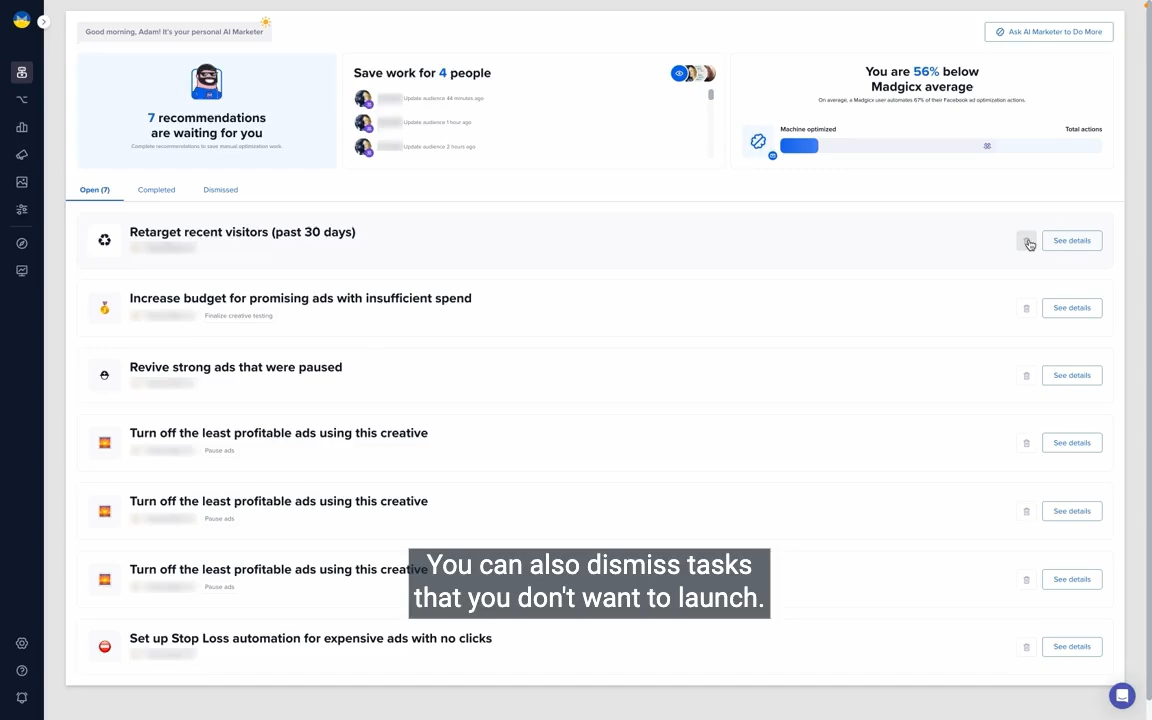 Good morning, Adam! It's your personal AI Marketer
Ask AI Marketer to Do More
7 recommendations
are waiting for you
Complete recommendations to save manual optimization work.
Save work for 4 people
Update audience 44 minutes ago
Update audience 1 hour ago
Update audience 2 hours ago
You are 56% below
Madgicx average
On average, a Madgicx user automates 67% of their Facebook ad optimization actions.
Machine optimized
Total actions
Open (7)
Completed
Dismissed
Retarget recent visitors (past 30 days)
See details
Increase budget for promising ads with insufficient spend
Finalize creative testing
See details
Revive strong ads that were paused
See details
Turn off the least profitable ads using this creative
Pause ads
See details
Turn off the least profitable ads using this creative
Pause ads
See details
Turn off the least profitable ads using this creative
Pause ads
See details
You can also dismiss tasks
that you don't want to launch.
Set up Stop Loss automation for expensive ads with no clicks
See details